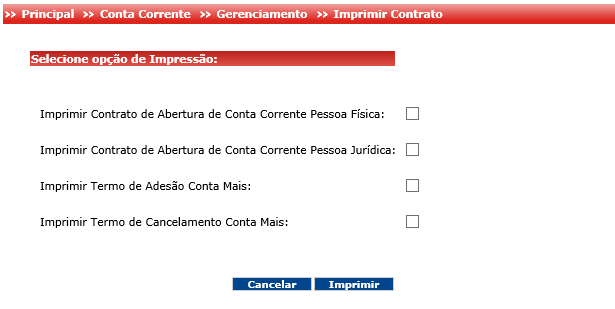 >> Principal >> Conta Corrente >> Gerenciamento >> Imprimir Contrato
Selecione opção de Impressão:
Imprimir Contrato de Abertura de Conta Corrente Pessoa Física:
Imprimir Contrato de Abertura de Conta Corrente Pessoa Jurídica:
Imprimir Termo de Adesão Conta Mais:
Imprimir Termo de Cancelamento Conta Mais:
Cancelar Imprimir